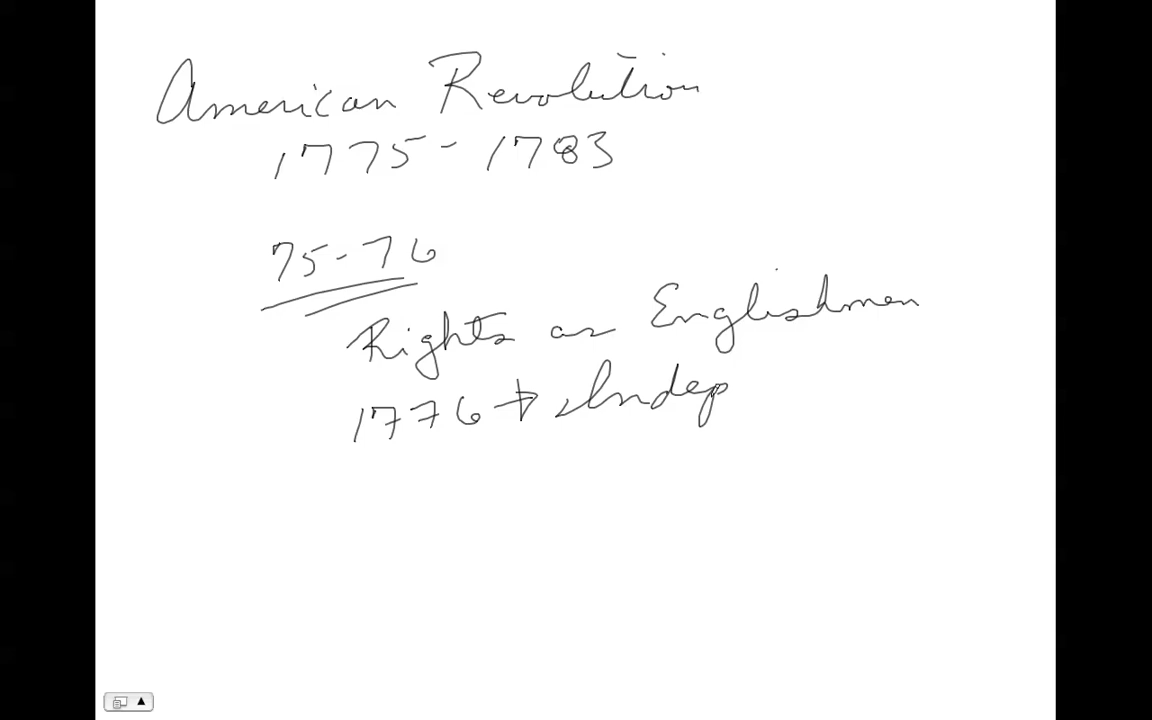 American Revolution
1775-1783
75-76
Rights as Englishmen
1776 → Indep